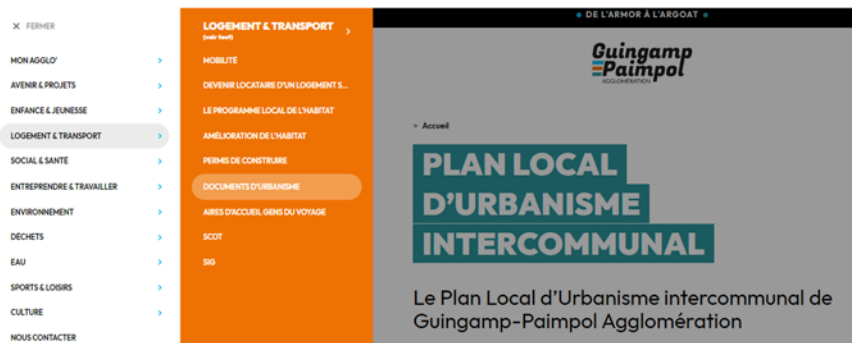 × FERMER
MON AGGLO'
AVENIR & PROJETS
ENFANCE & JEUNESSE
LOGEMENT & TRANSPORT
SOCIAL & SANTÉ
ENTREPRENDRE & TRAVAILLER
ENVIRONNEMENT
DÉCHETS
EAU
SPORTS & LOISIRS
CULTURE
NOUS CONTACTER
LOGEMENT & TRANSPORT
(voir tout)
MOBILITÉ
DEVENIR LOCATAIRE D'UN LOGEMENT S...
LE PROGRAMME LOCAL DE L'HABITAT
AMÉLIORATION DE L'HABITAT
PERMIS DE CONSTRUIRE
DOCUMENTS D'URBANISME
AIRES D'ACCUEIL GENS DU VOYAGE
SCOT
SIG
DE L'ARMOR À L'ARGOAT
Guingamp
Paimpol
AGGLOMÉRATION
> Accueil
PLAN LOCAL
D'URBANISME
INTERCOMMUNAL
Le Plan Local d'Urbanisme intercommunal de
Guingamp-Paimpol Agglomération